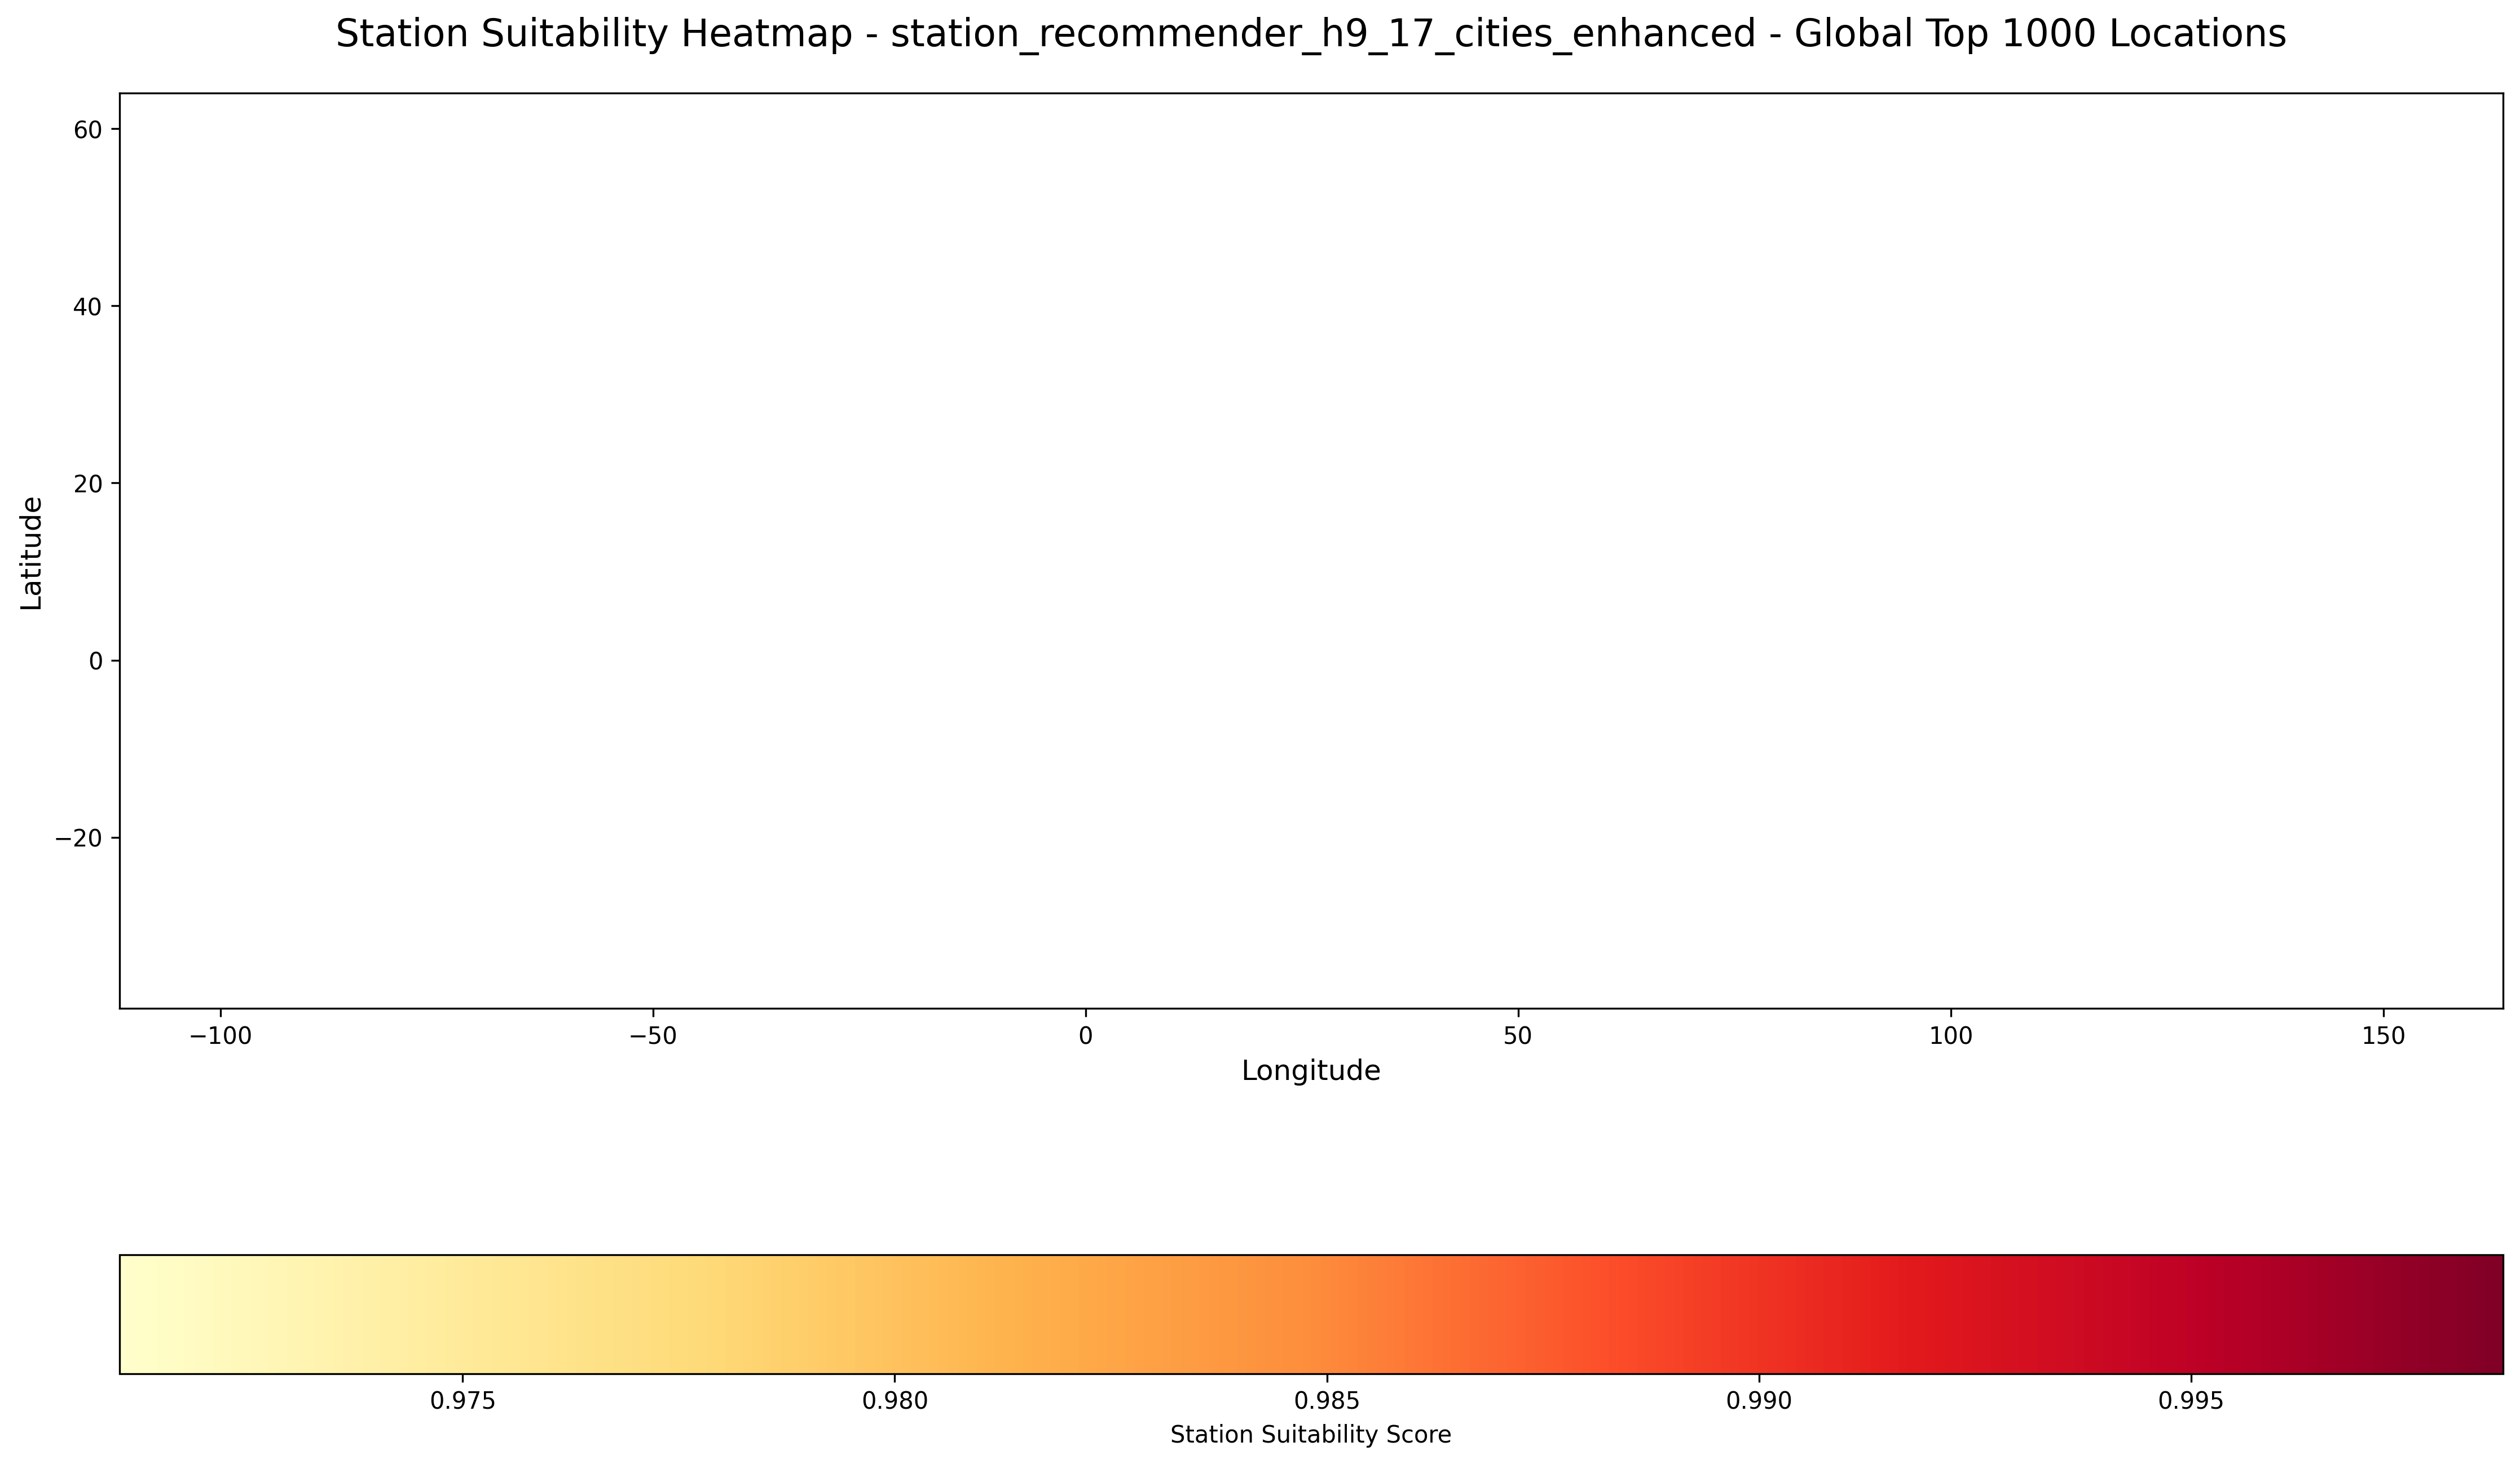 Station Suitability Heatmap - station_recommender_h9_17_cities_enhanced - Global Top 1000 Locations
60
40
20
0
−20
Latitude
−100 −50 0 50 100 150
Longitude
0.975 0.980 0.985 0.990 0.995
Station Suitability Score